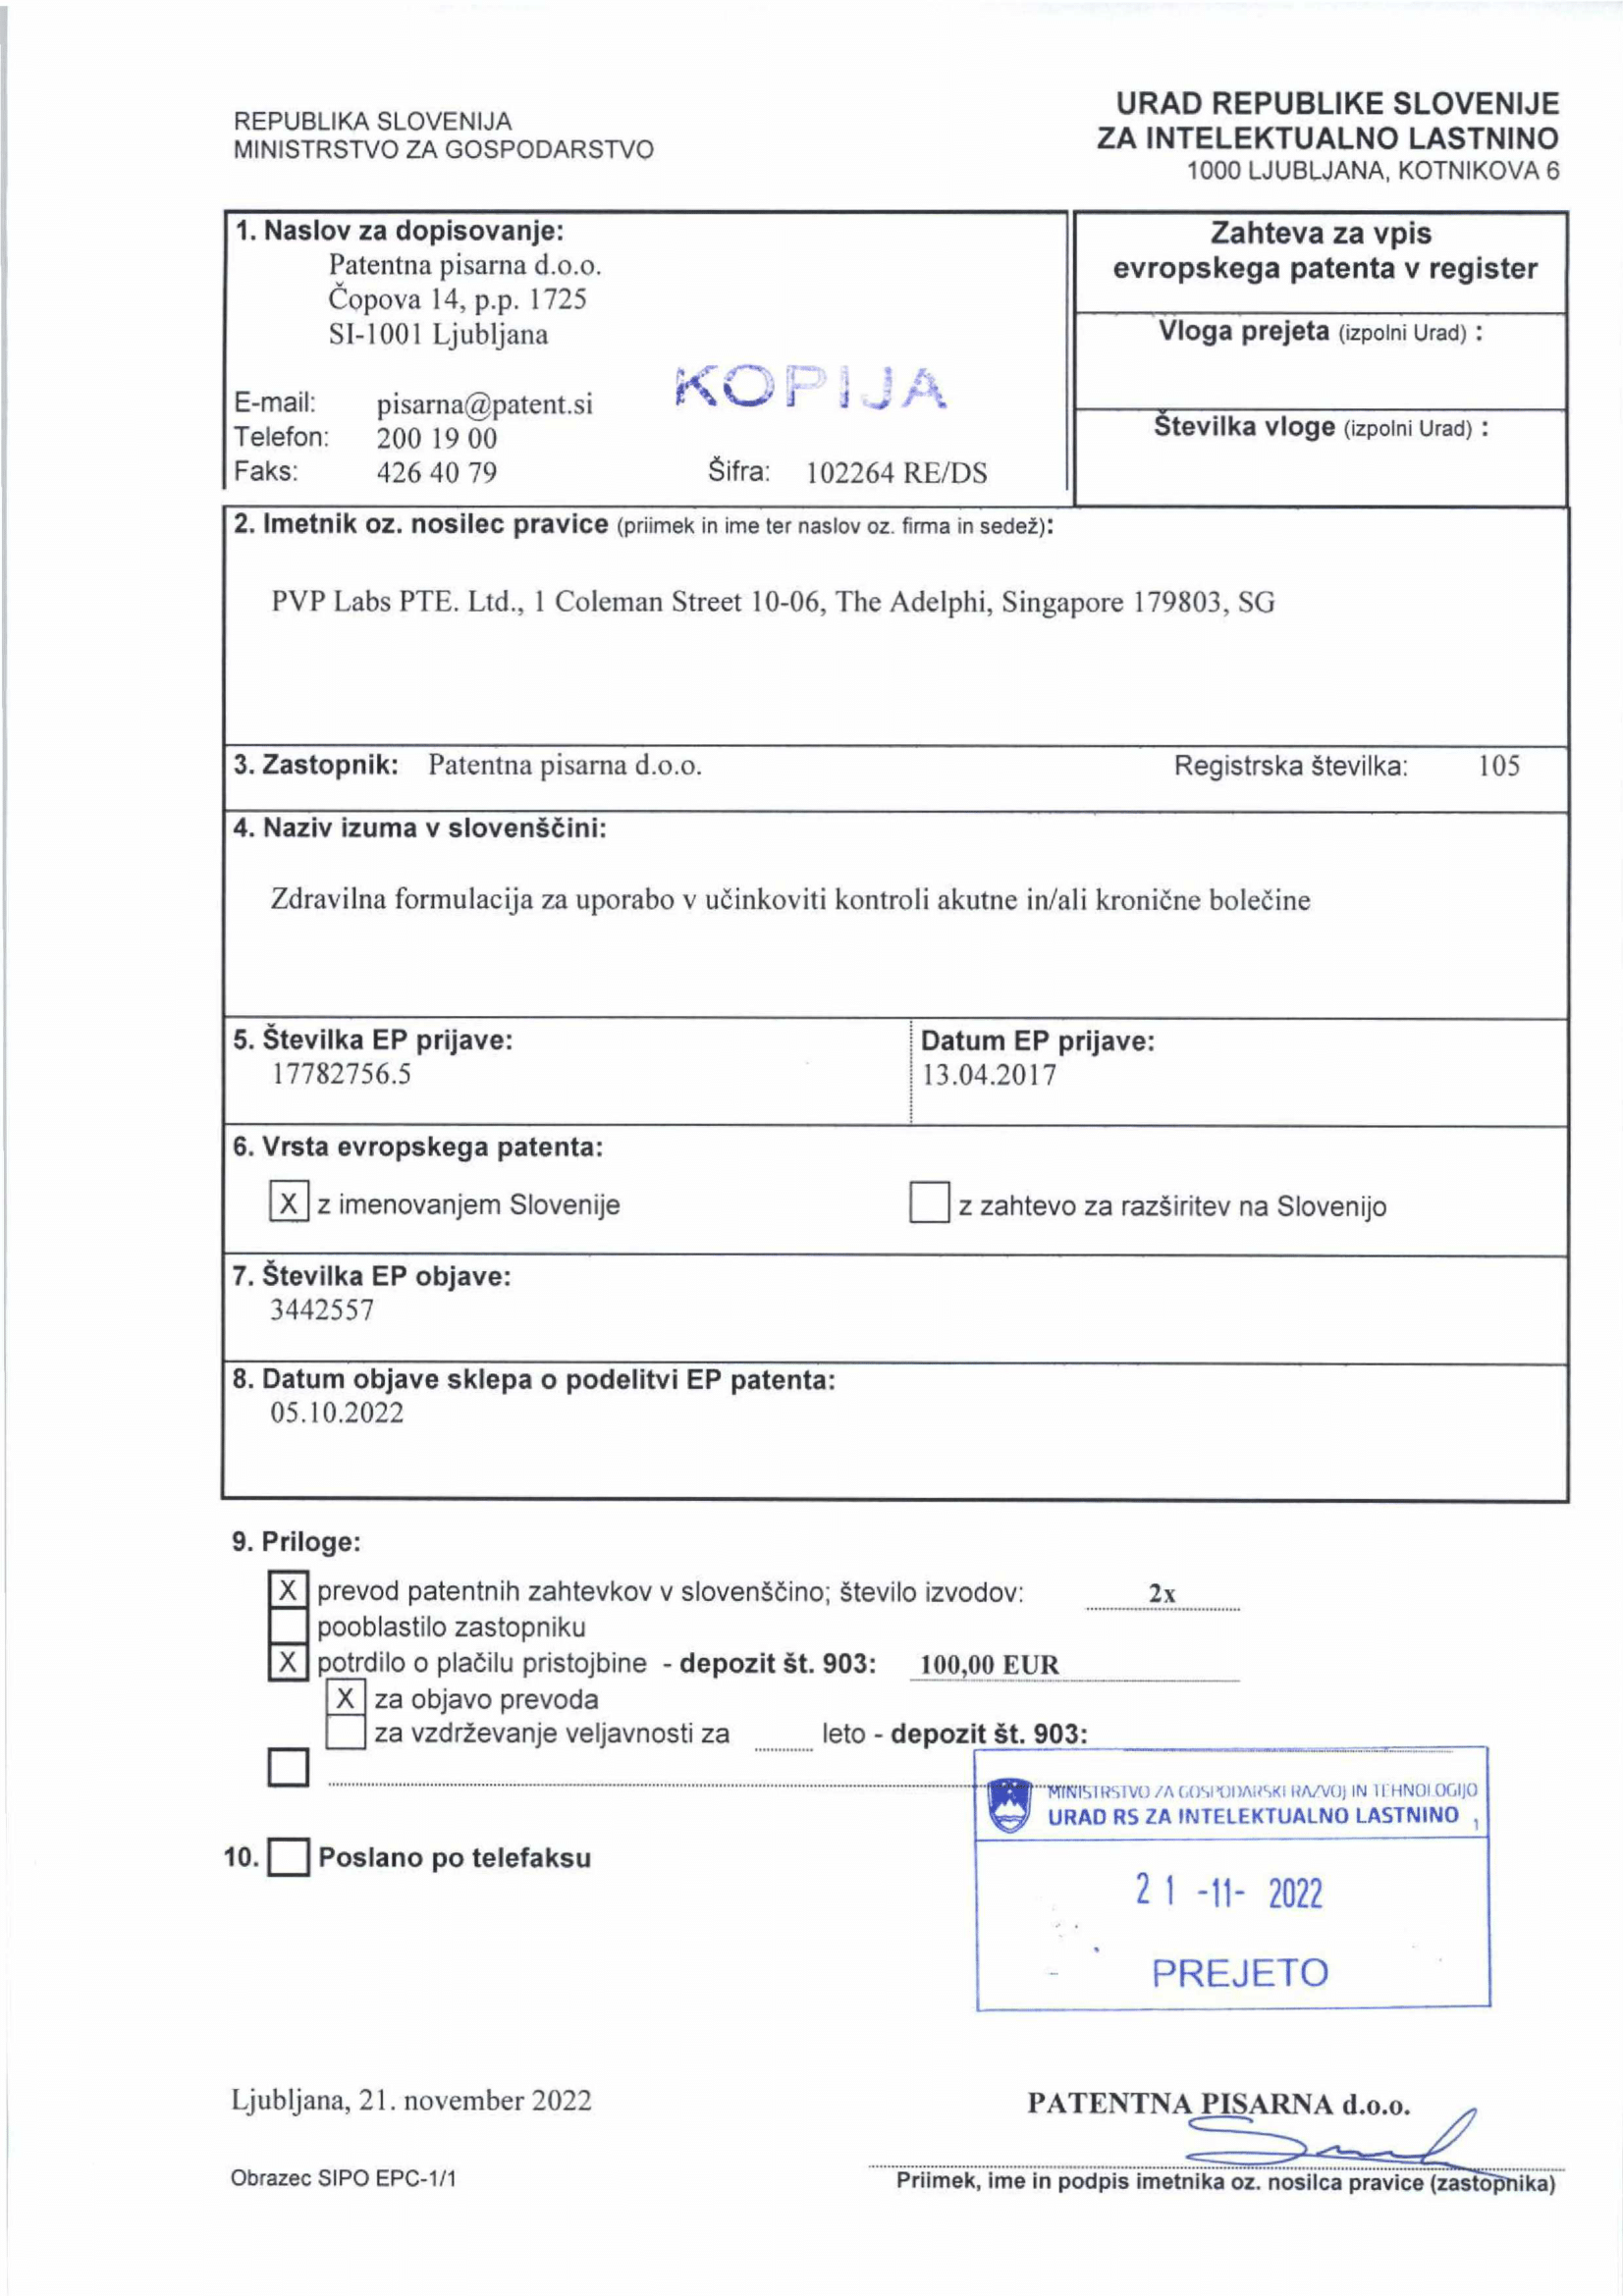 REPUBLIKA SLOVENIJA
MINISTRSTVO ZA GOSPODARSTVO
URAD REPUBLIKE SLOVENIJE
ZA INTELEKTUALNO LASTNINO
1000 LJUBLJANA, KOTNIKOVA 6
1. Naslov za dopisovanje:
Patentna pisarna d.o.o.
Čopova 14, p.p. 1725
SI-1001 Ljubljana
KOPIJA
E-mail: pisarna@patent.si
Telefon: 200 19 00
Faks: 426 40 79 Šifra: 102264 RE/DS
Zahteva za vpis
evropskega patenta v register
Vloga prejeta (izpolni Urad) :
Številka vloge (izpolni Urad) :
2. Imetnik oz. nosilec pravice (priimek in ime ter naslov oz. firma in sedež):
PVP Labs PTE. Ltd., 1 Coleman Street 10-06, The Adelphi, Singapore 179803, SG
3. Zastopnik: Patentna pisarna d.o.o. Registrska številka: 105
4. Naziv izuma v slovenščini:
Zdravilna formulacija za uporabo v učinkoviti kontroli akutne in/ali kronične bolečine
5. Številka EP prijave: Datum EP prijave:
17782756.5 13.04.2017
6. Vrsta evropskega patenta:
X z imenovanjem Slovenije z zahtevo za razširitev na Slovenijo
7. Številka EP objave:
3442557
8. Datum objave sklepa o podelitvi EP patenta:
05.10.2022
9. Priloge:
X prevod patentnih zahtevkov v slovenščino; število izvodov: 2x
pooblastilo zastopniku
X potrdilo o plačilu pristojbine - depozit št. 903: 100,00 EUR
X za objavo prevoda
za vzdrževanje veljavnosti za leto - depozit št. 903:
MINISTRSTVO ZA GOSPODARSKI RAZVOJ IN TEHNOLOGIJO
URAD RS ZA INTELEKTUALNO LASTNINO 1
10. Poslano po telefaksu
21 -11- 2022
PREJETO
Ljubljana, 21. november 2022
PATENTNA PISARNA d.o.o.
Obrazec SIPO EPC-1/1
Priimek, ime in podpis imetnika oz. nosilca pravice (zastopnika)